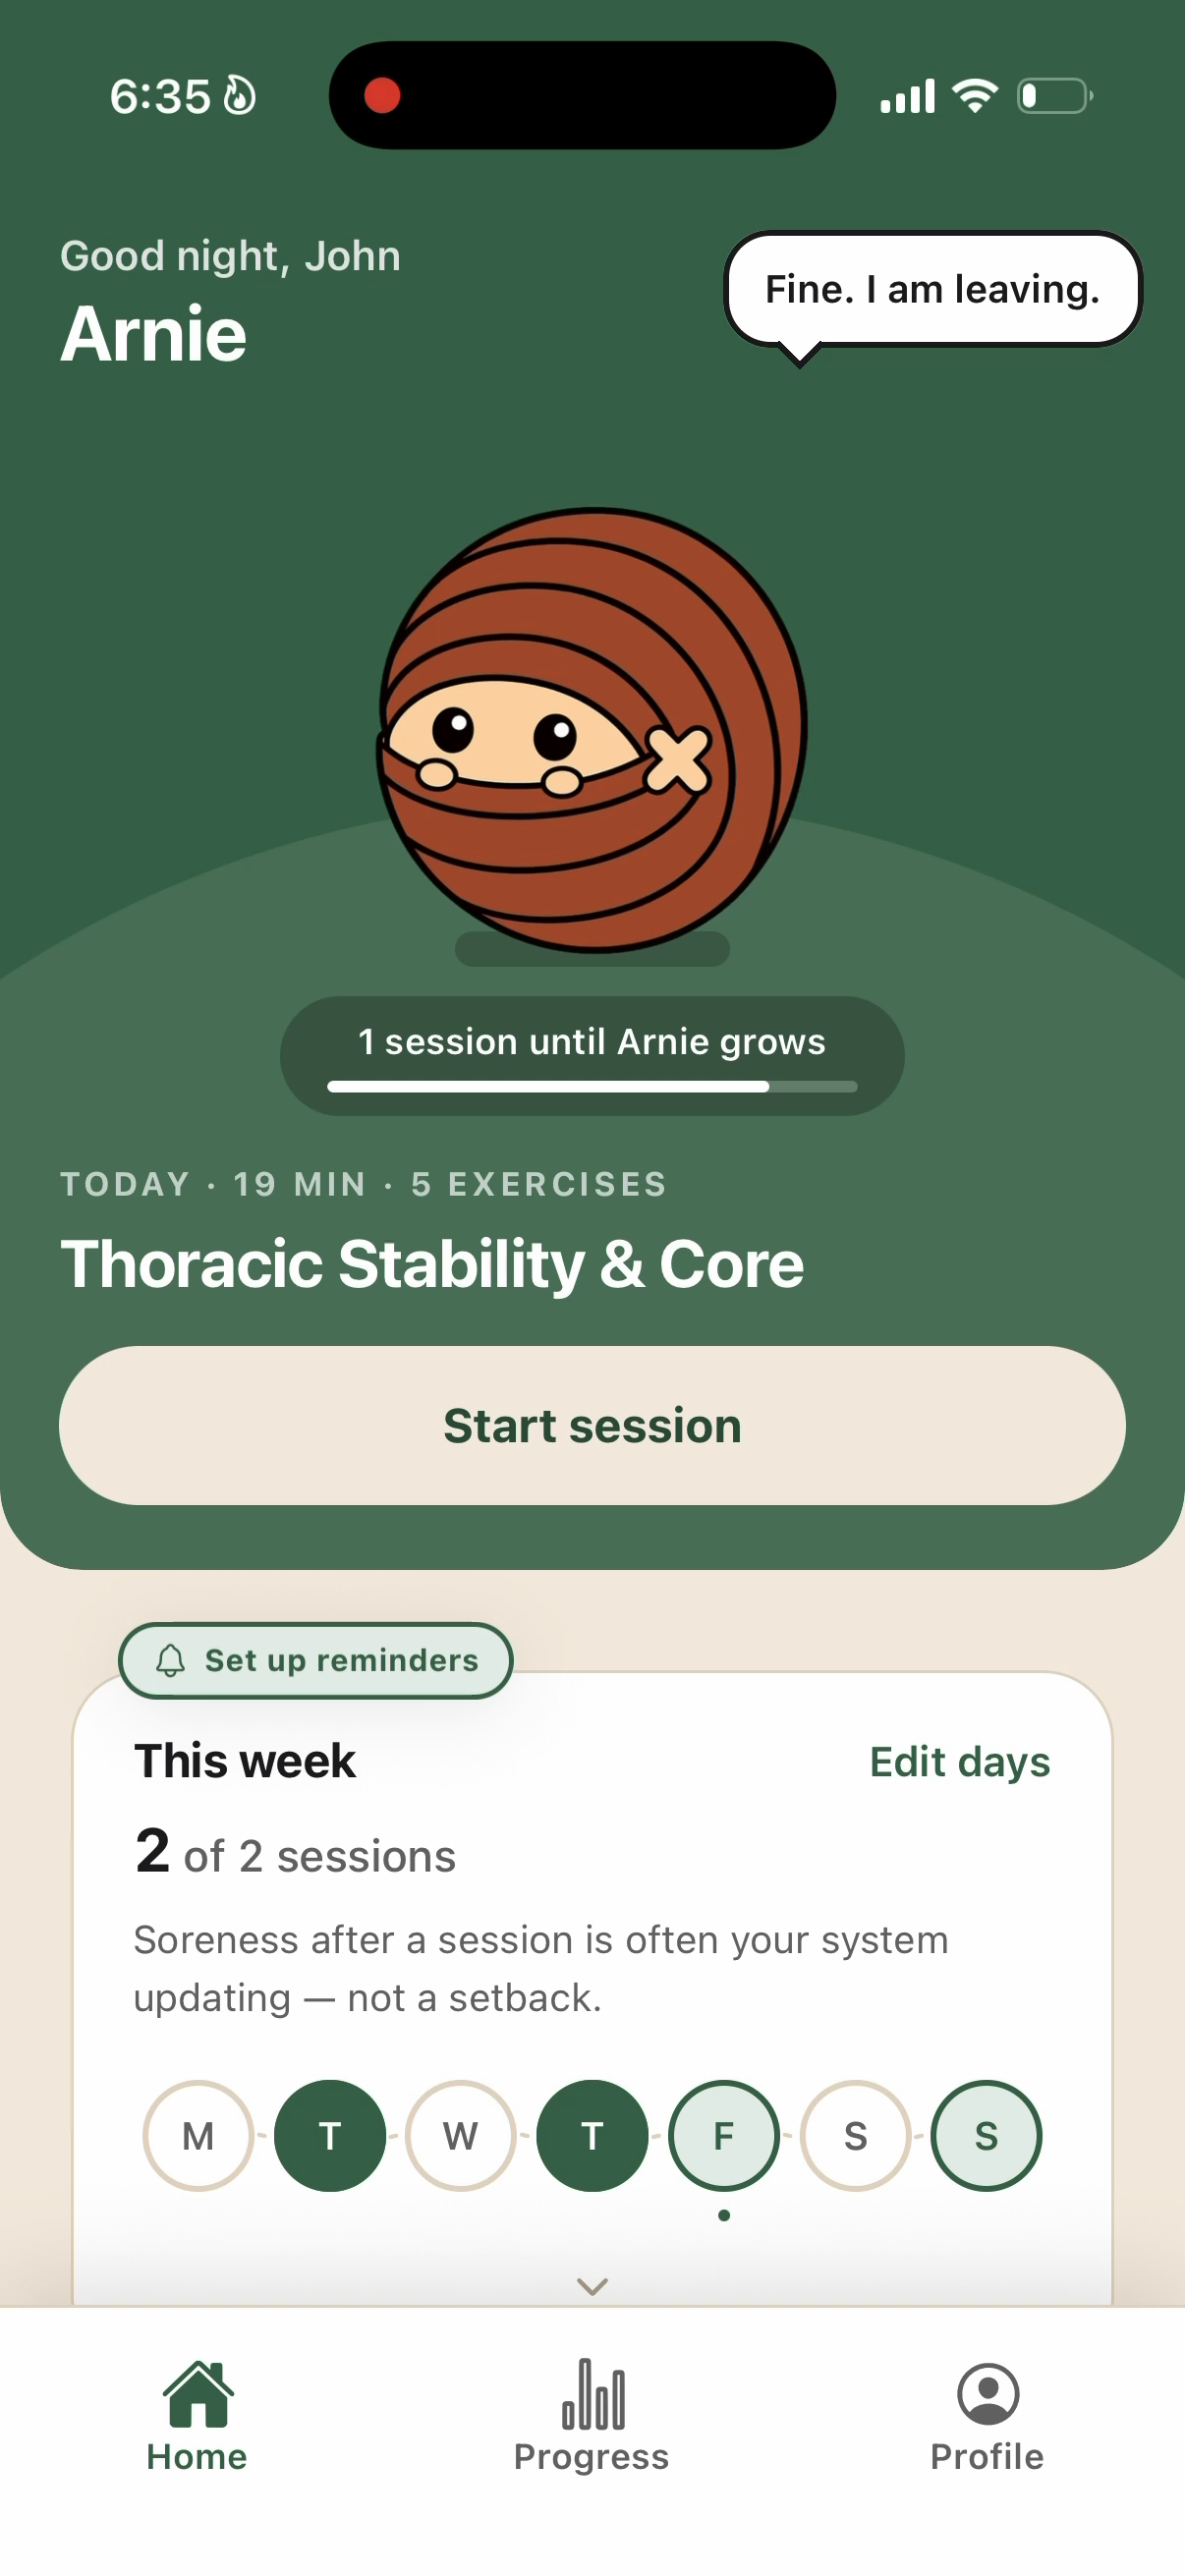 6:35
Good night, John
Arnie
Fine. I am leaving.
1 session until Arnie grows
TODAY · 19 MIN · 5 EXERCISES
Thoracic Stability & Core
Start session
Set up reminders
This week
Edit days
2 of 2 sessions
Soreness after a session is often your system
updating — not a setback.
M T W T F S S
Home Progress Profile